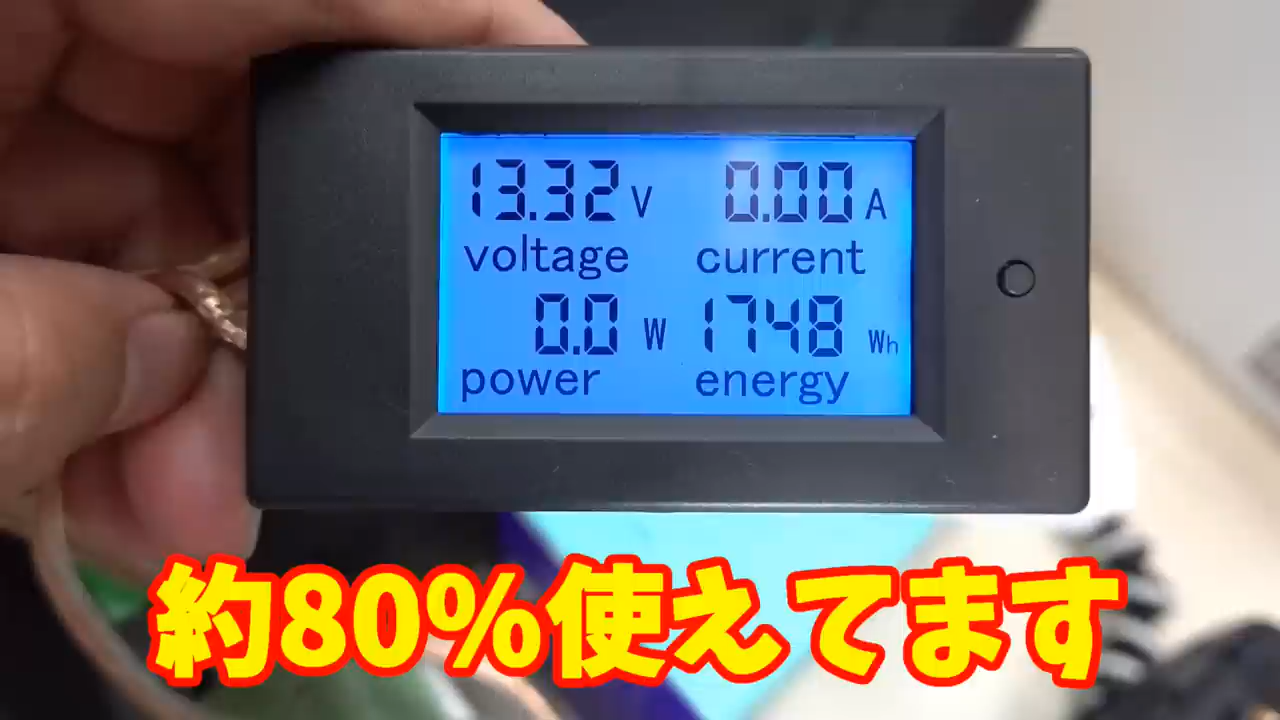 13.32 V 0.00 A
voltage current
0.0 W 1748 Wh
power energy
約80%使えてます